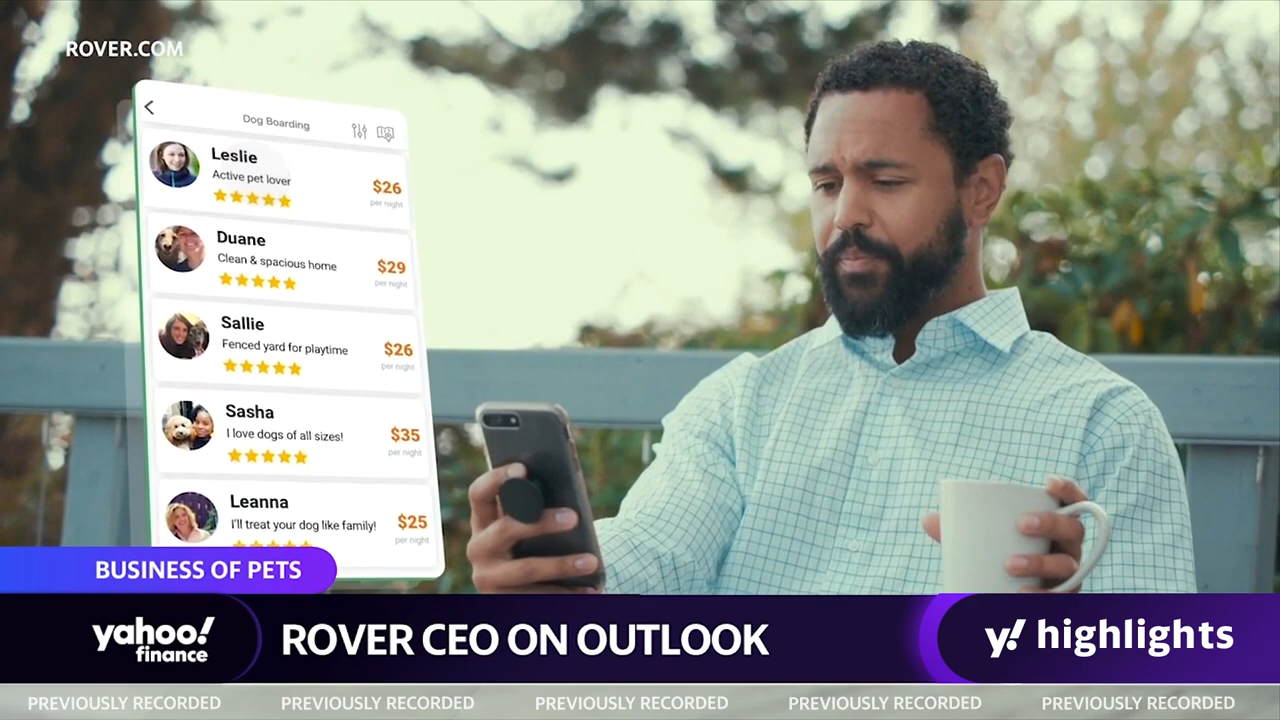 ROVER.COM
Dog Boarding
Leslie
Active pet lover
$26
per night
Duane
Clean & spacious home
$29
per night
Sallie
Fenced yard for playtime
$26
per night
Sasha
I love dogs of all sizes!
$35
per night
Leanna
I'll treat your dog like family!
$25
per night
BUSINESS OF PETS
yahoo!
finance
ROVER CEO ON OUTLOOK
y! highlights
PREVIOUSLY RECORDED PREVIOUSLY RECORDED PREVIOUSLY RECORDED PREVIOUSLY RECORDED PREVIOUSLY RECORDED